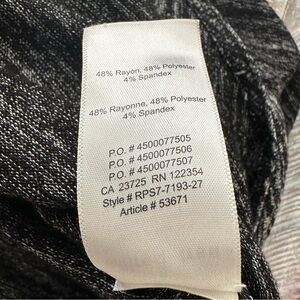 48% Rayon, 48% Polyester
4% Spandex
48% Rayonne, 48% Polyester
4% Spandex
P.O. # 4500077505
P.O. # 4500077506
P.O. # 4500077507
CA 23725 RN 122354
Style # RPS7-7193-27
Article # 53671